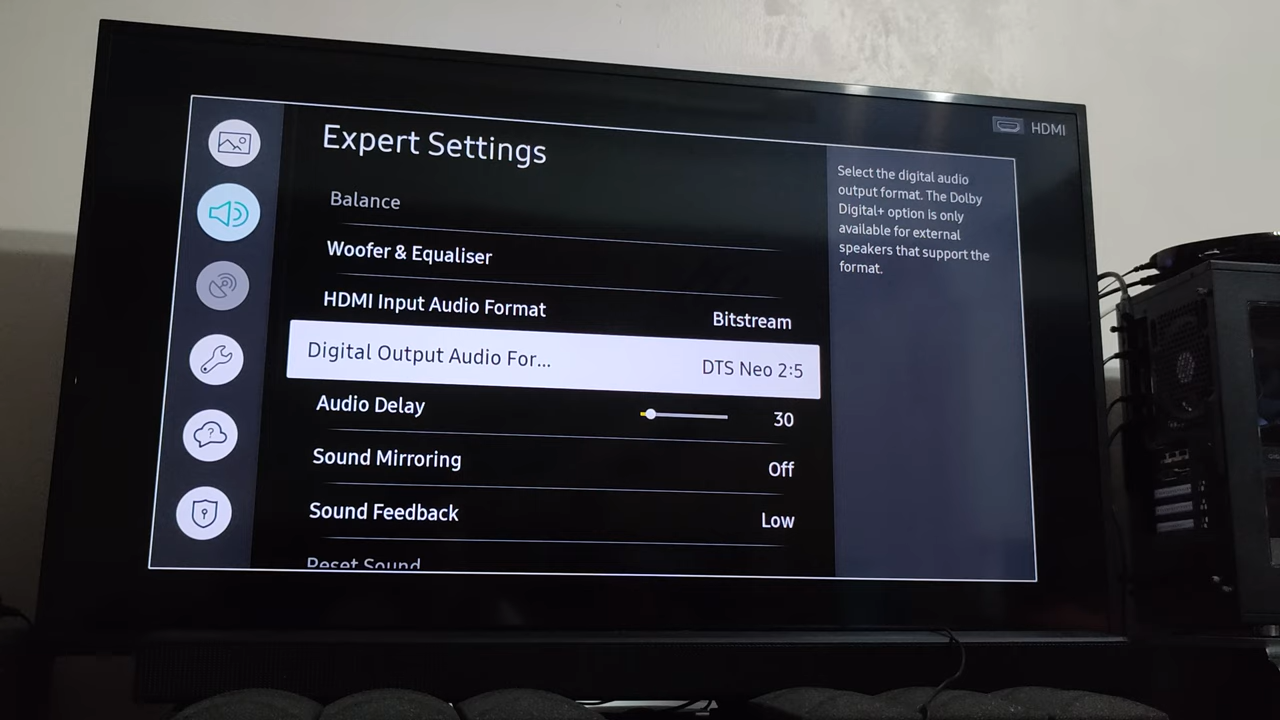 HDMI
Expert Settings
Balance
Woofer & Equaliser
HDMI Input Audio Format Bitstream
Digital Output Audio For... DTS Neo 2:5
Audio Delay 30
Sound Mirroring Off
Sound Feedback Low
Reset Sound
Select the digital audio
output format. The Dolby
Digital+ option is only
available for external
speakers that support the
format.
?